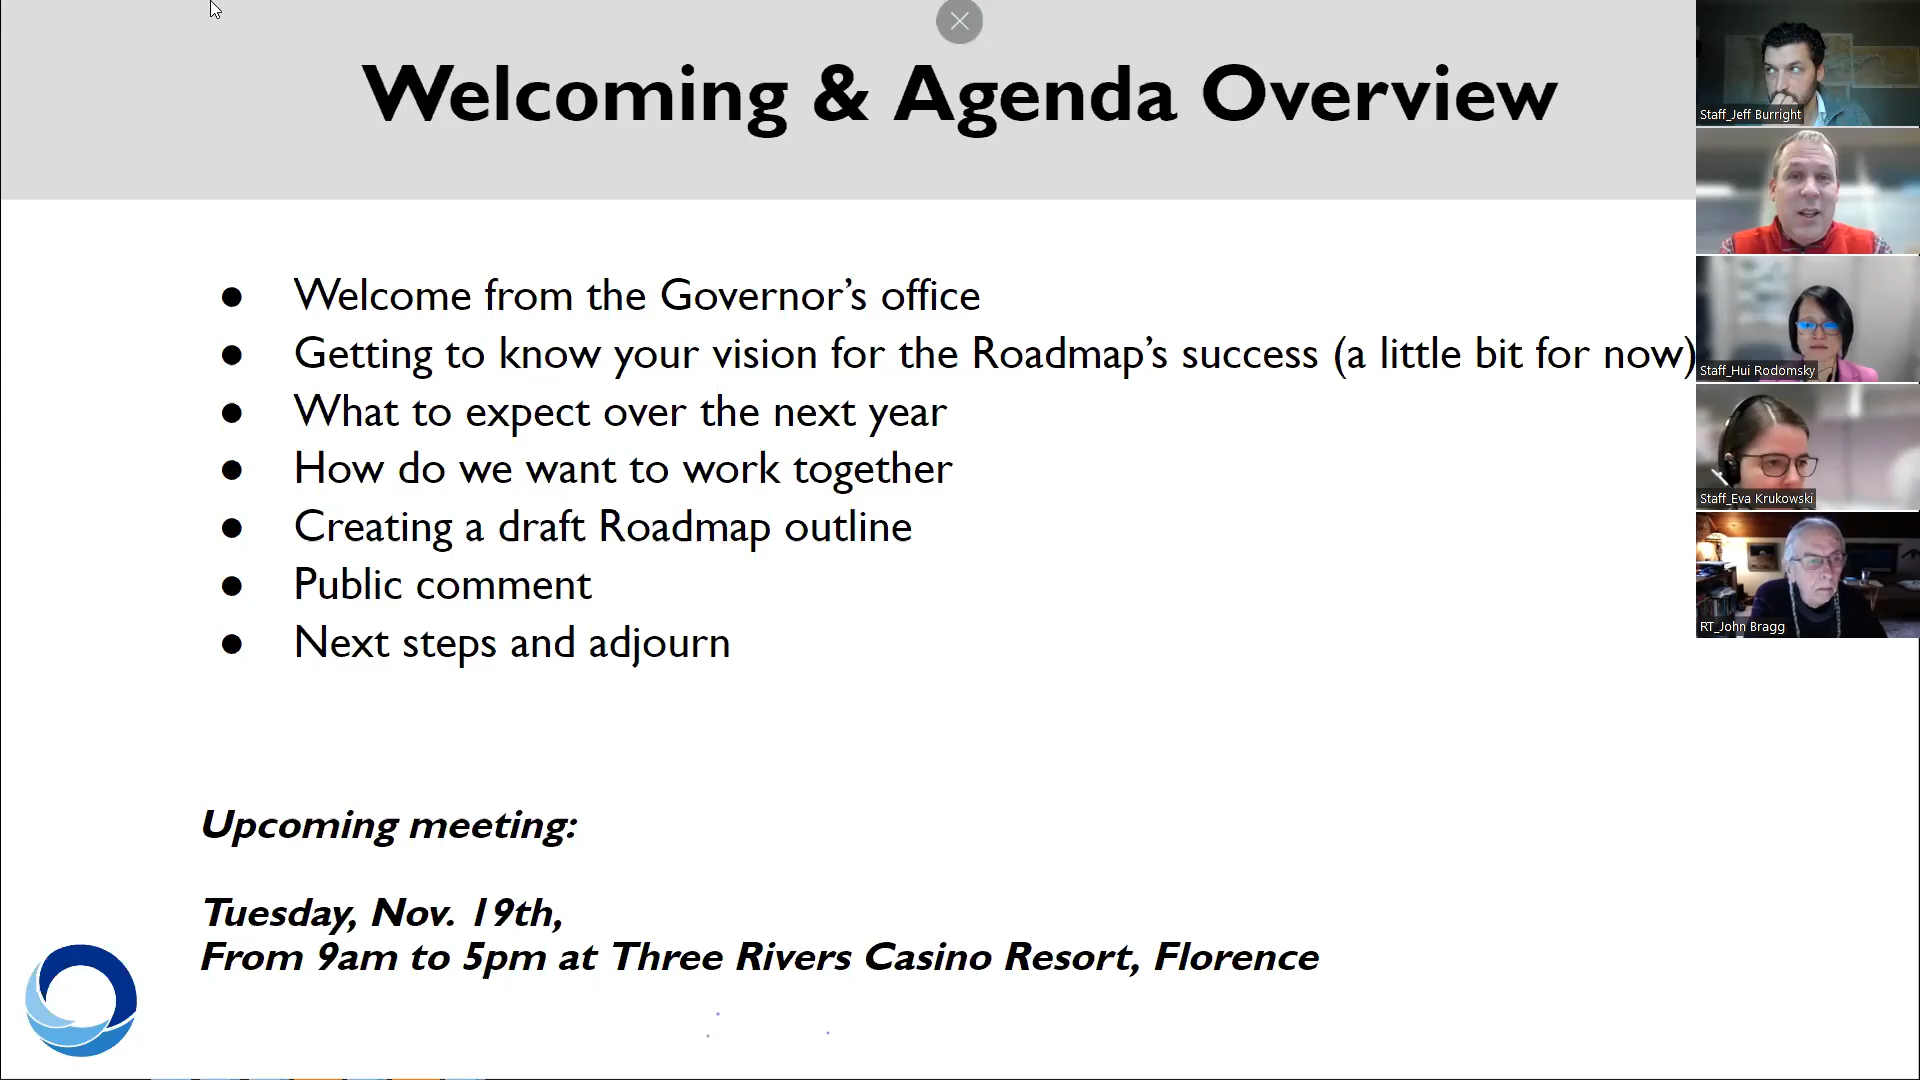 Welcoming & Agenda Overview
● Welcome from the Governor’s office
● Getting to know your vision for the Roadmap’s success (a little bit for now)
● What to expect over the next year
● How do we want to work together
● Creating a draft Roadmap outline
● Public comment
● Next steps and adjourn
Upcoming meeting:
Tuesday, Nov. 19th,
From 9am to 5pm at Three Rivers Casino Resort, Florence
Staff_Jeff Burright
Staff_Hui Rodomsky
Staff_Eva Krukowski
RT_John Bragg